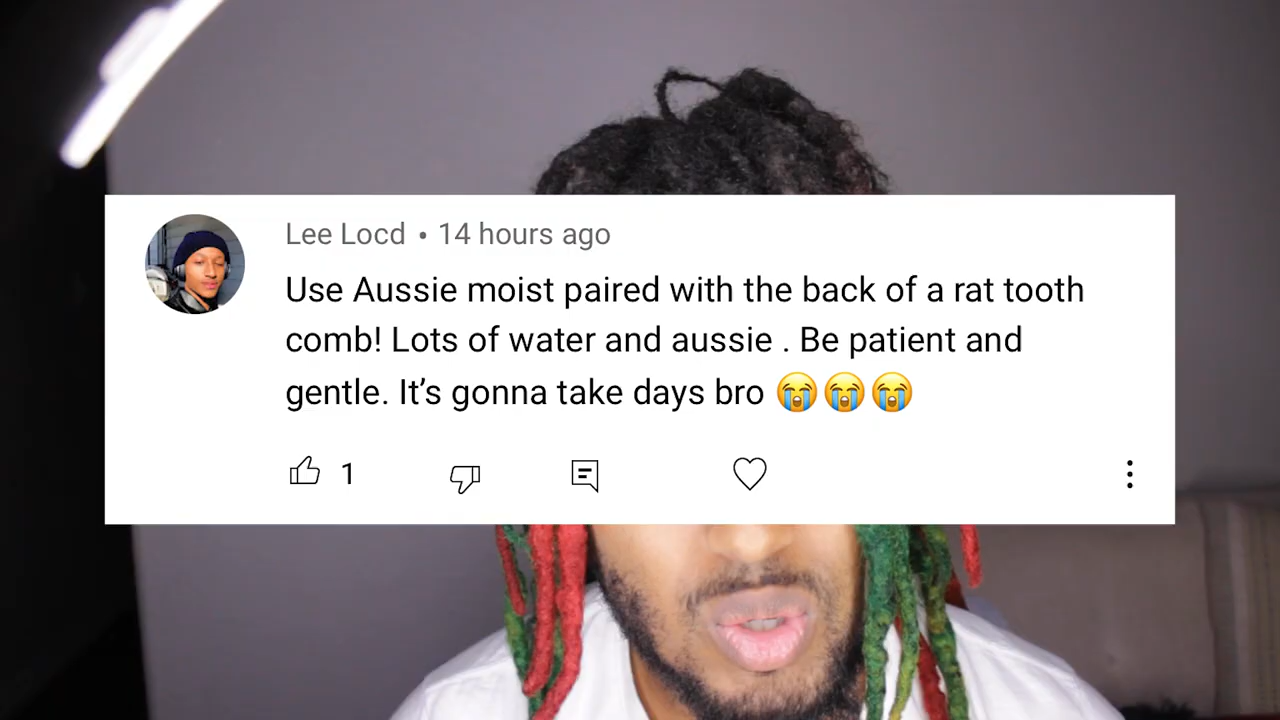 Lee Locd • 14 hours ago
Use Aussie moist paired with the back of a rat tooth
comb! Lots of water and aussie . Be patient and
gentle. It’s gonna take days bro 😭😭😭
1